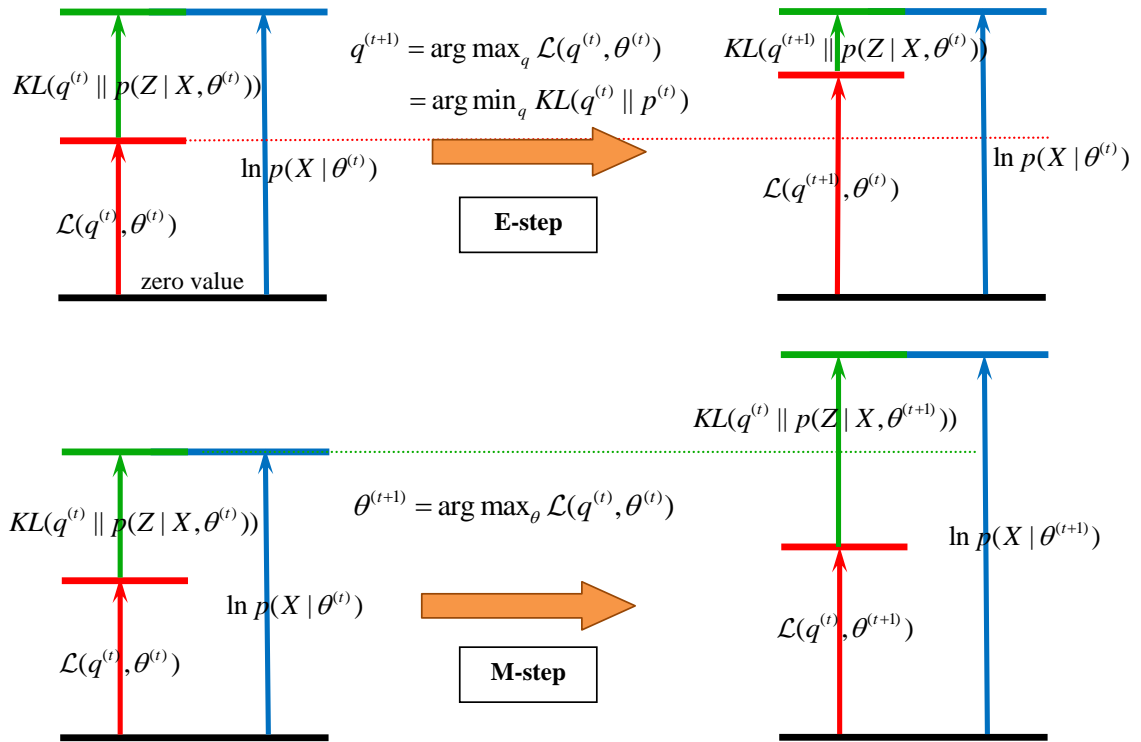 KL(q^{(t)} || p(Z | X, θ^{(t)}))
ln p(X | θ^{(t)})
ℒ(q^{(t)}, θ^{(t)})
zero value
q^{(t+1)} = arg max_q ℒ(q^{(t)}, θ^{(t)})
= arg min_q KL(q^{(t)} || p^{(t)})
E-step
KL(q^{(t+1)} || p(Z | X, θ^{(t)}))
ln p(X | θ^{(t)})
ℒ(q^{(t+1)}, θ^{(t)})
KL(q^{(t)} || p(Z | X, θ^{(t)}))
ln p(X | θ^{(t)})
ℒ(q^{(t)}, θ^{(t)})
θ^{(t+1)} = arg max_θ ℒ(q^{(t)}, θ^{(t)})
M-step
KL(q^{(t)} || p(Z | X, θ^{(t+1)}))
ln p(X | θ^{(t+1)})
ℒ(q^{(t)}, θ^{(t+1)})